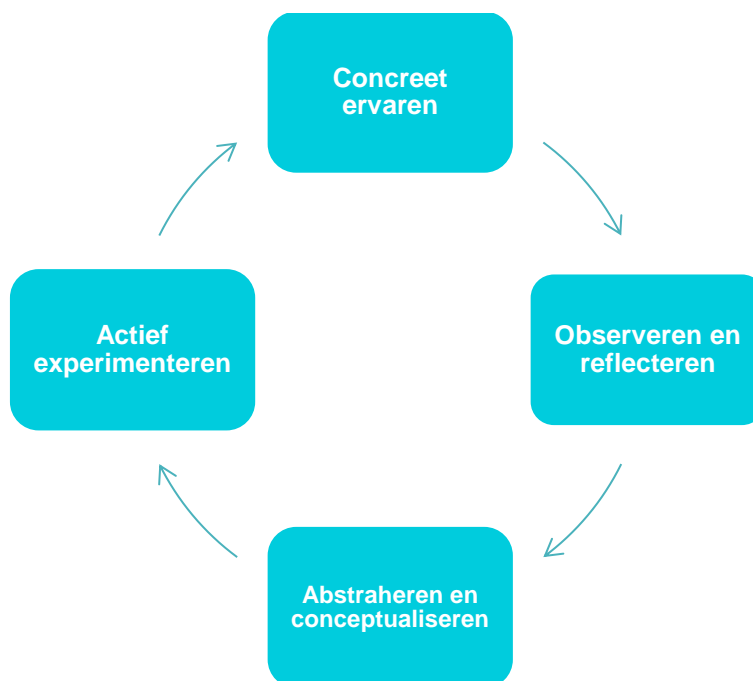 Concreet
ervaren
Observeren en
reflecteren
Abstraheren en
conceptualiseren
Actief
experimenteren